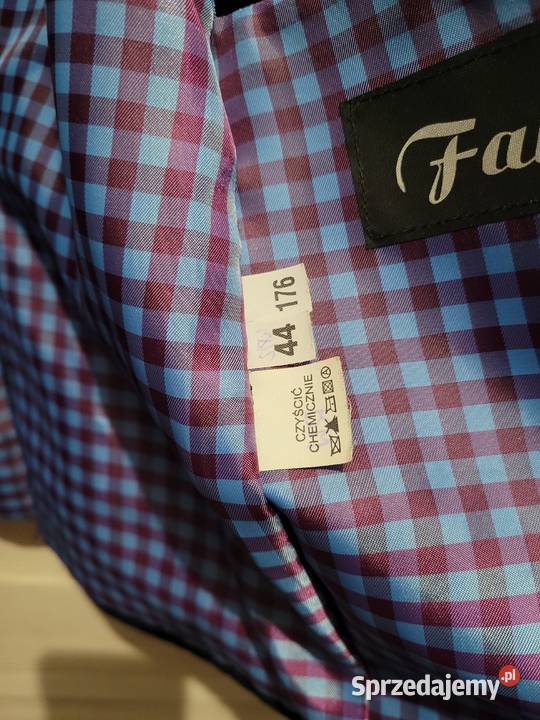 Fa
176
44
CZYŚCIĆ
CHEMICZNIE
A
Sprzedajemy.pl